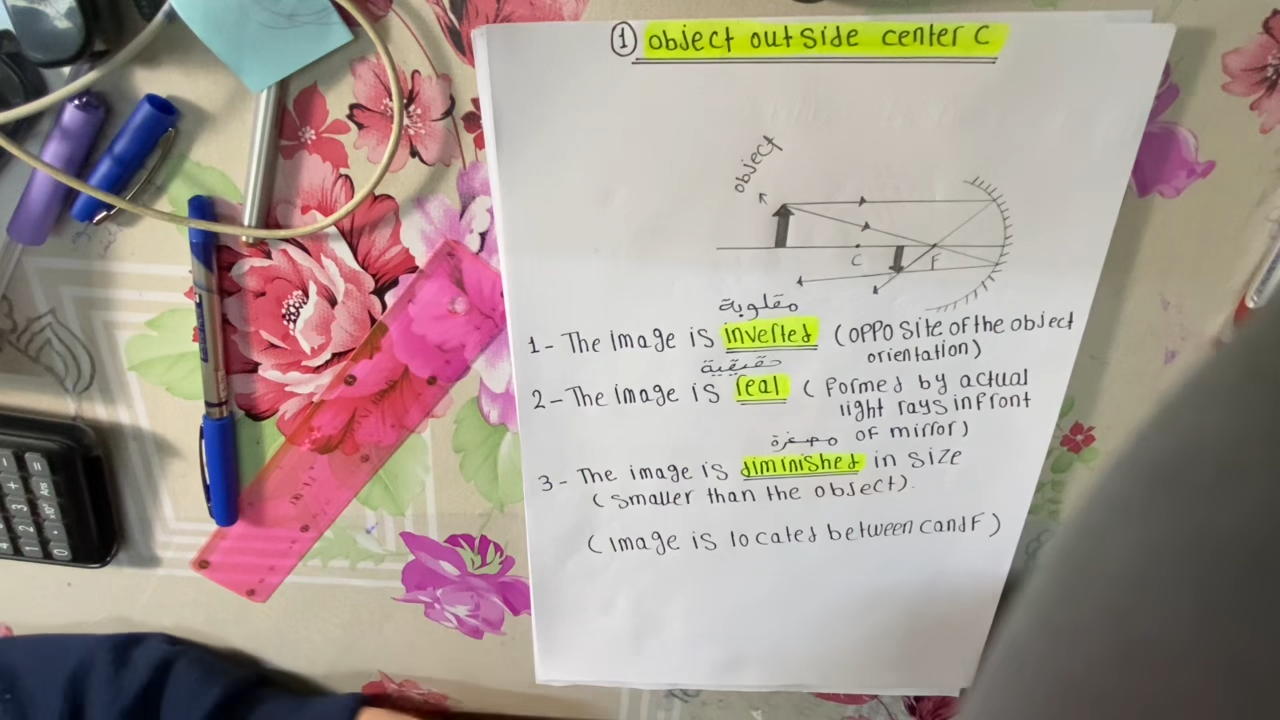 ① object outside center C
object
C
F
مقلوبة
1- The image is inverted (opposite of the object
orientation)
حقيقية
2- The image is real ( formed by actual
light rays in front
of mirror)
مصغرة
3- The image is diminished in size
(smaller than the object).
(image is located between c and F)